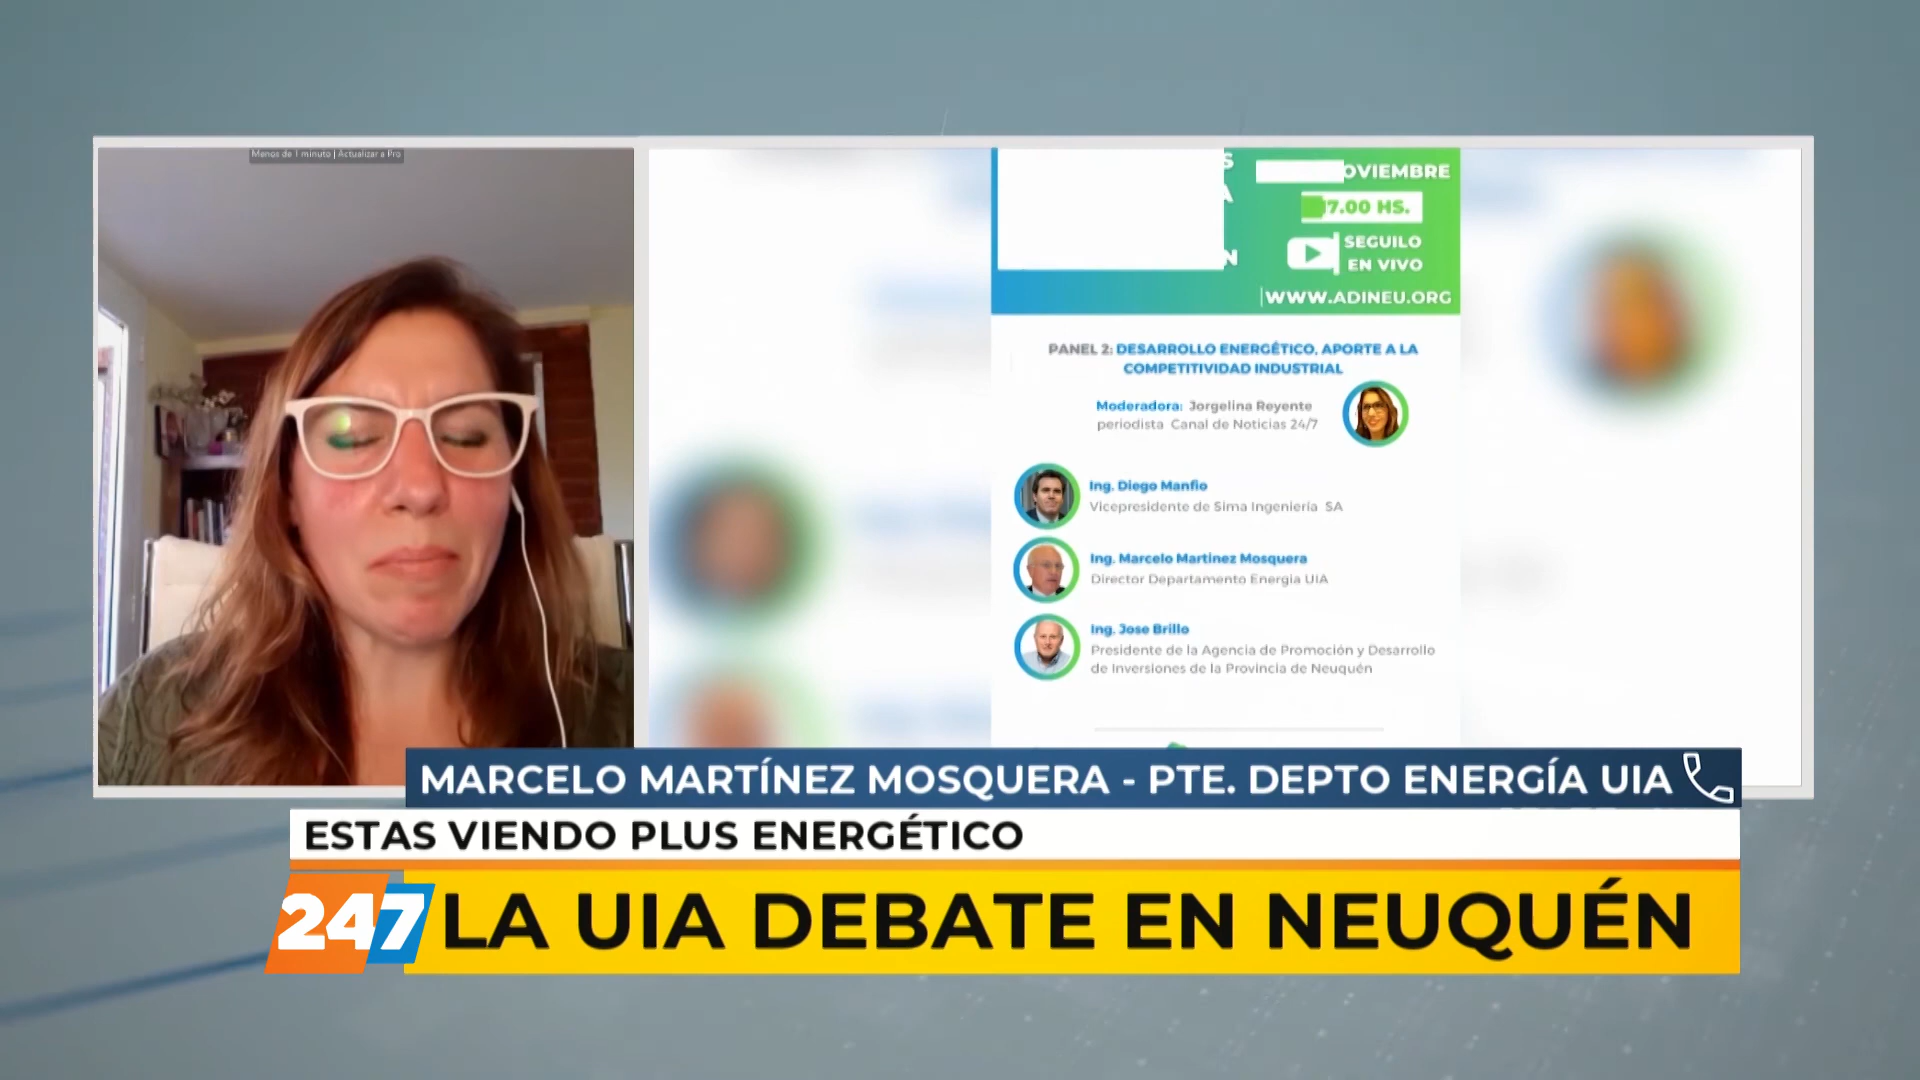 Menos de 1 minuto | Actualizar a Pro
OVIEMBRE
7.00 HS.
SEGUILO
EN VIVO
WWW.ADINEU.ORG
PANEL 2: DESARROLLO ENERGÉTICO, APORTE A LA
COMPETITIVIDAD INDUSTRIAL
Moderadora: Jorgelina Reyente
periodista Canal de Noticias 24/7
Ing. Diego Manfio
Vicepresidente de Sima Ingeniería SA
Ing. Marcelo Martinez Mosquera
Director Departamento Energia UIA
Ing. Jose Brillo
Presidente de la Agencia de Promoción y Desarrollo
de Inversiones de la Provincia de Neuquén
MARCELO MARTÍNEZ MOSQUERA - PTE. DEPTO ENERGÍA UIA
ESTAS VIENDO PLUS ENERGÉTICO
247 LA UIA DEBATE EN NEUQUÉN